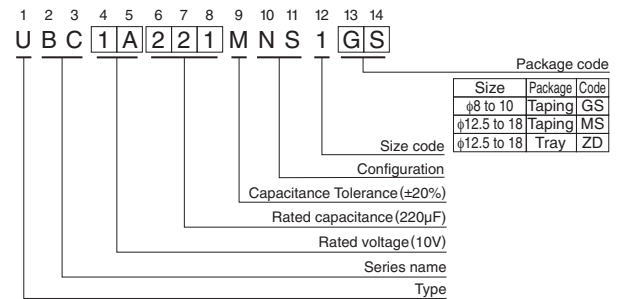 1 2 3 4 5 6 7 8 9 10 11 12 13 14
U B C 1 A 2 2 1 M N S 1 G S
Package code
Size Package Code
φ8 to 10 Taping GS
φ12.5 to 18 Taping MS
φ12.5 to 18 Tray ZD
Size code
Configuration
Capacitance Tolerance (±20%)
Rated capacitance (220µF)
Rated voltage (10V)
Series name
Type